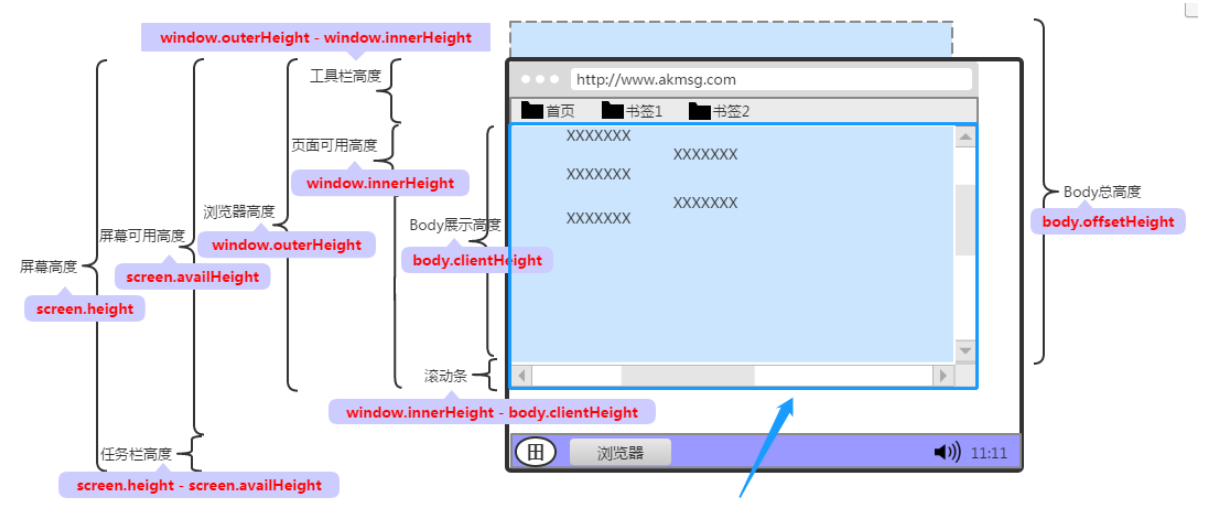 window.outerHeight - window.innerHeight
工具栏高度
http://www.akmsg.com
首页 书签1 书签2
页面可用高度
window.innerHeight
XXXXXXX
XXXXXXX
XXXXXXX
XXXXXXX
XXXXXXX
Body总高度
body.offsetHeight
浏览器高度
window.outerHeight
Body展示高度
body.clientHeight
屏幕可用高度
screen.availHeight
屏幕高度
screen.height
滚动条
window.innerHeight - body.clientHeight
任务栏高度
screen.height - screen.availHeight
田 浏览器 11:11